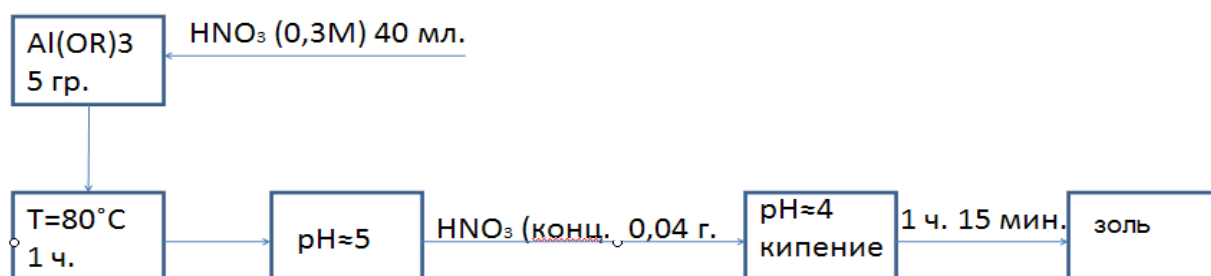 Al(OR)3
5 гр.
HNO₃ (0,3М) 40 мл.
T=80˚C
1 ч.
pH≈5
HNO₃ (конц. 0,04 г.
pH≈4
кипение
1 ч. 15 мин.
золь